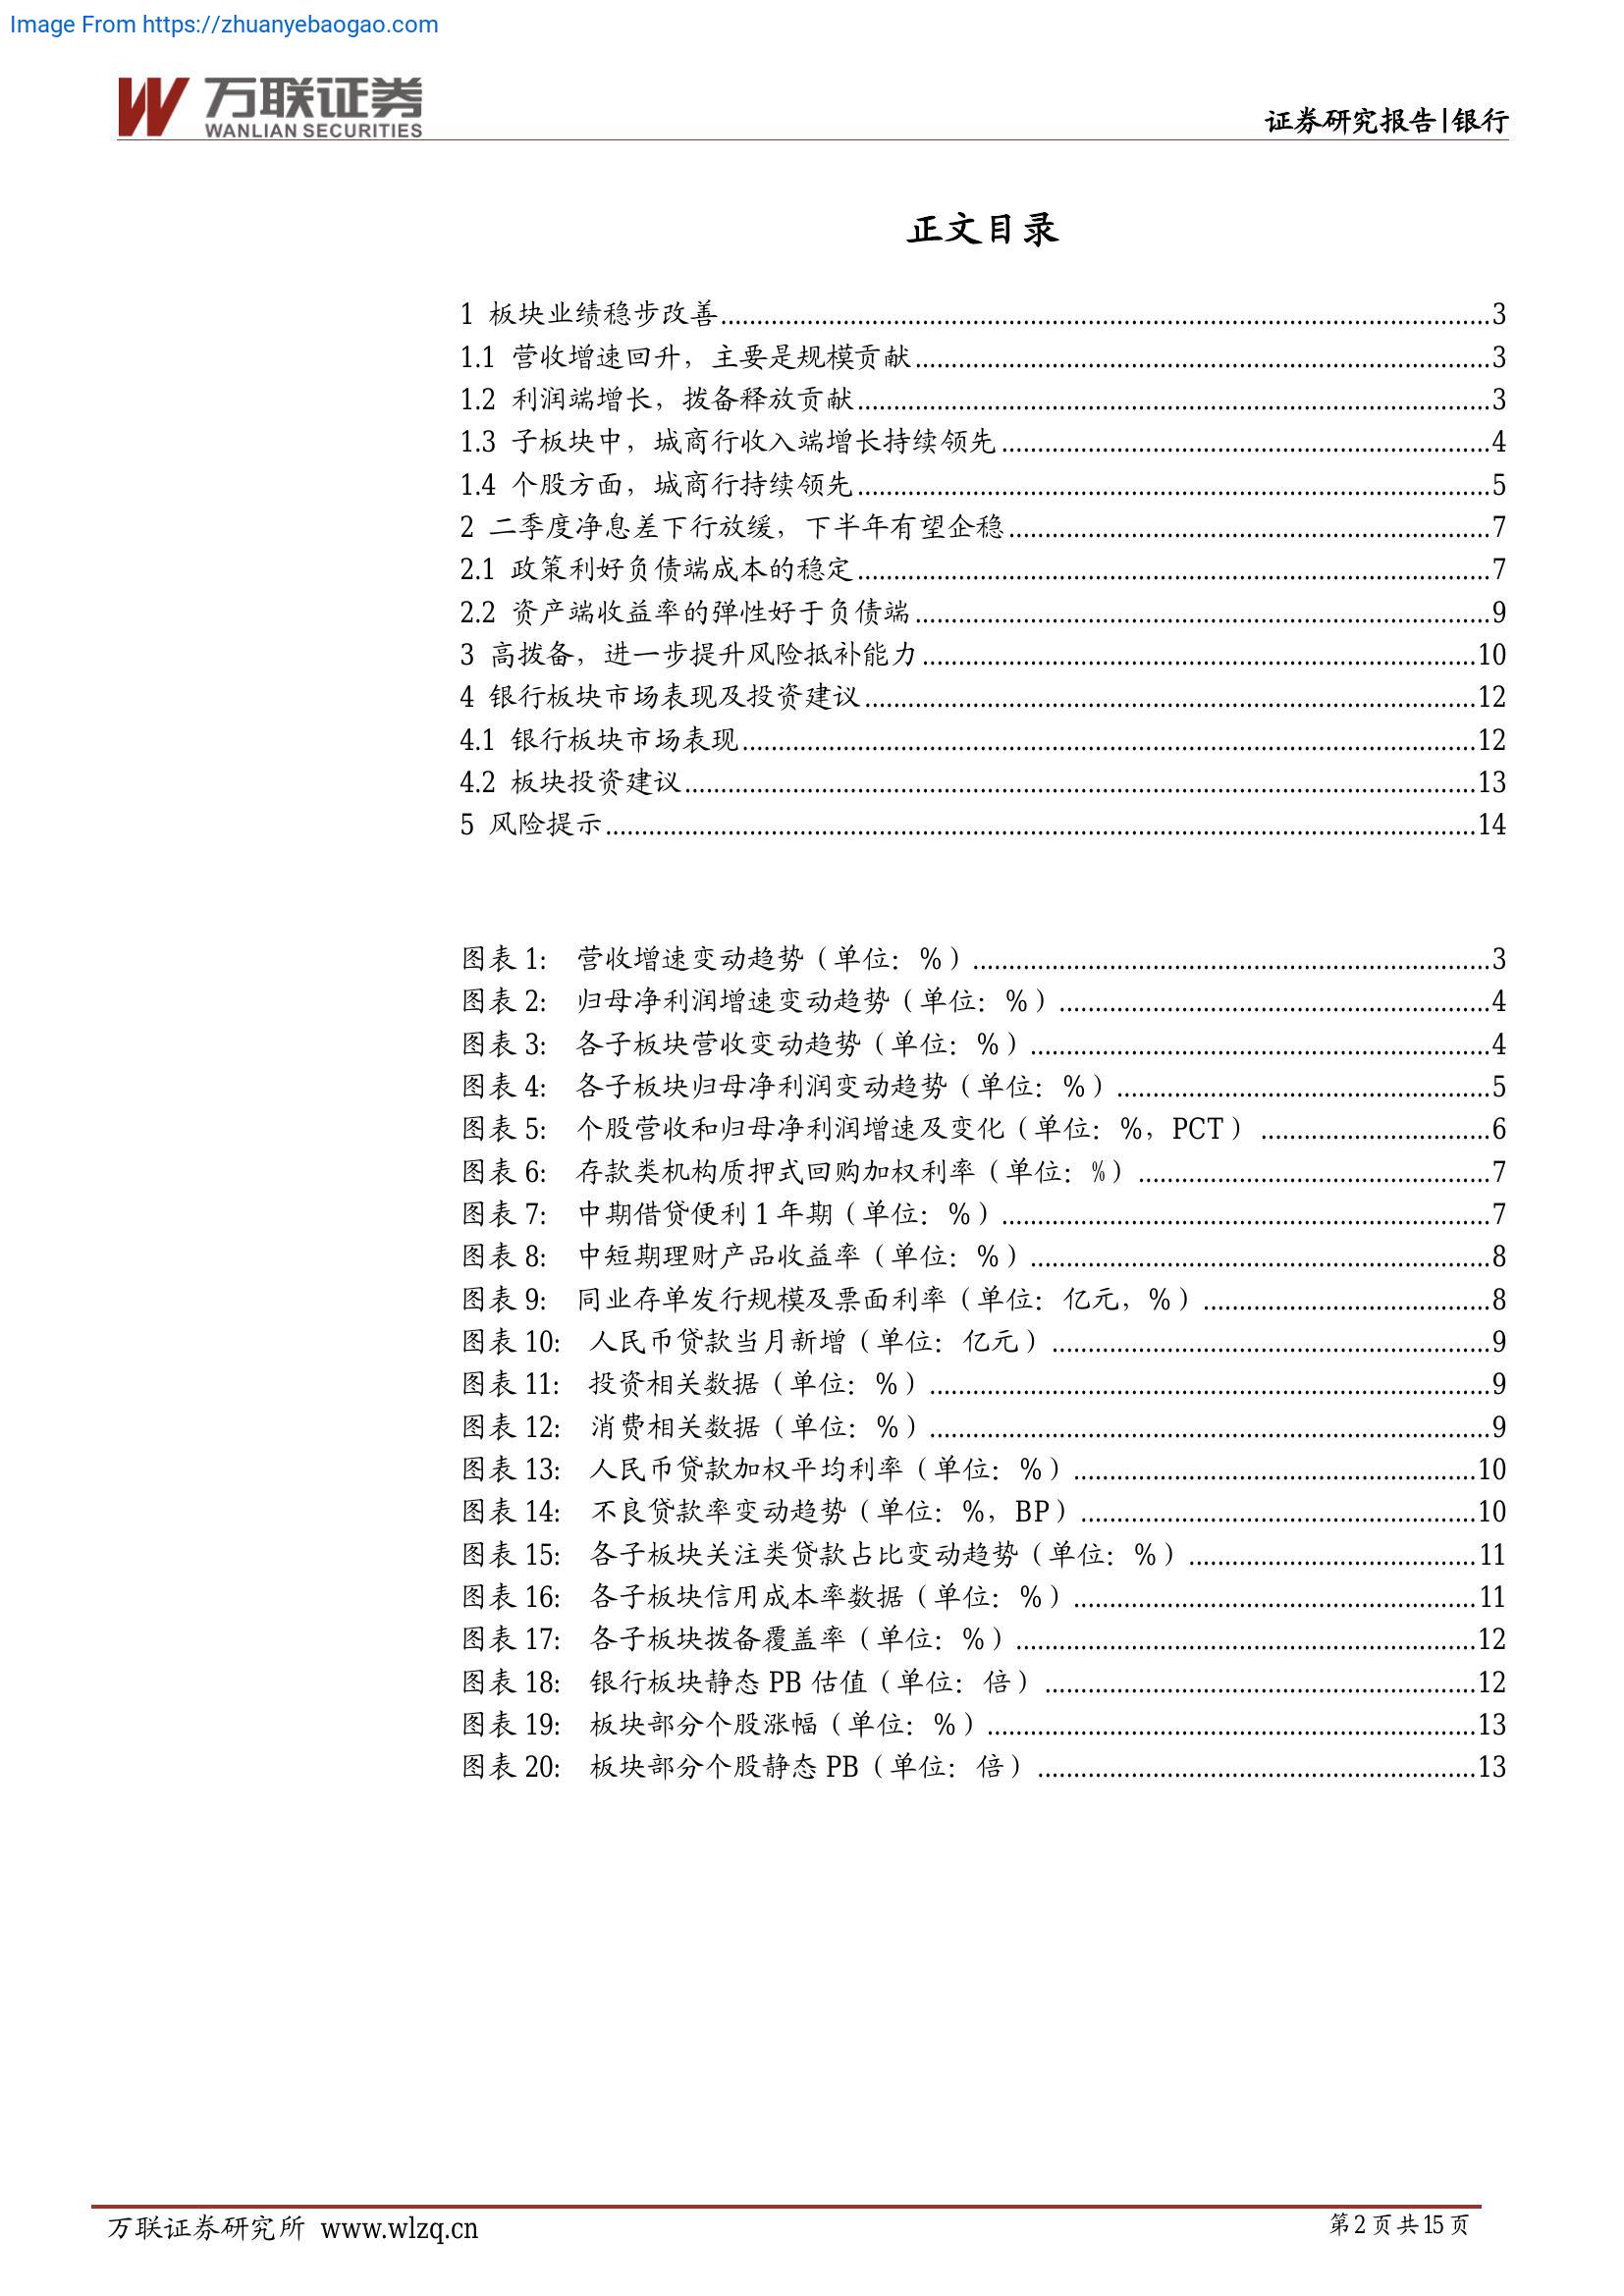 Image From https://zhuanyebaogao.com
万联证券
WANLIAN SECURITIES
证券研究报告|银行
正文目录
1 板块业绩稳步改善........................................3
1.1 营收增速回升，主要是规模贡献........................................3
1.2 利润端增长，拨备释放贡献........................................3
1.3 子板块中，城商行收入端增长持续领先........................................4
1.4 个股方面，城商行持续领先........................................5
2 二季度净息差下行放缓，下半年有望企稳........................................7
2.1 政策利好负债端成本的稳定........................................7
2.2 资产端收益率的弹性好于负债端........................................9
3 高拨备，进一步提升风险抵补能力........................................10
4 银行板块市场表现及投资建议........................................12
4.1 银行板块市场表现........................................12
4.2 板块投资建议........................................13
5 风险提示........................................14
图表 1： 营收增速变动趋势（单位：%）........................................3
图表 2： 归母净利润增速变动趋势（单位：%）........................................4
图表 3： 各子板块营收变动趋势（单位：%）........................................4
图表 4： 各子板块归母净利润变动趋势（单位：%）........................................5
图表 5： 个股营收和归母净利润增速及变化（单位：%，PCT）........................................6
图表 6： 存款类机构质押式回购加权利率（单位：%）........................................7
图表 7： 中期借贷便利 1 年期（单位：%）........................................7
图表 8： 中短期理财产品收益率（单位：%）........................................8
图表 9： 同业存单发行规模及票面利率（单位：亿元，%）........................................8
图表 10： 人民币贷款当月新增（单位：亿元）........................................9
图表 11： 投资相关数据（单位：%）........................................9
图表 12： 消费相关数据（单位：%）........................................9
图表 13： 人民币贷款加权平均利率（单位：%）........................................10
图表 14： 不良贷款率变动趋势（单位：%，BP）........................................10
图表 15： 各子板块关注类贷款占比变动趋势（单位：%）........................................11
图表 16： 各子板块信用成本率数据（单位：%）........................................11
图表 17： 各子板块拨备覆盖率（单位：%）........................................12
图表 18： 银行板块静态 PB 估值（单位：倍）........................................12
图表 19： 板块部分个股涨幅（单位：%）........................................13
图表 20： 板块部分个股静态 PB（单位：倍）........................................13
万联证券研究所 www.wlzq.cn
第 2 页 共 15 页